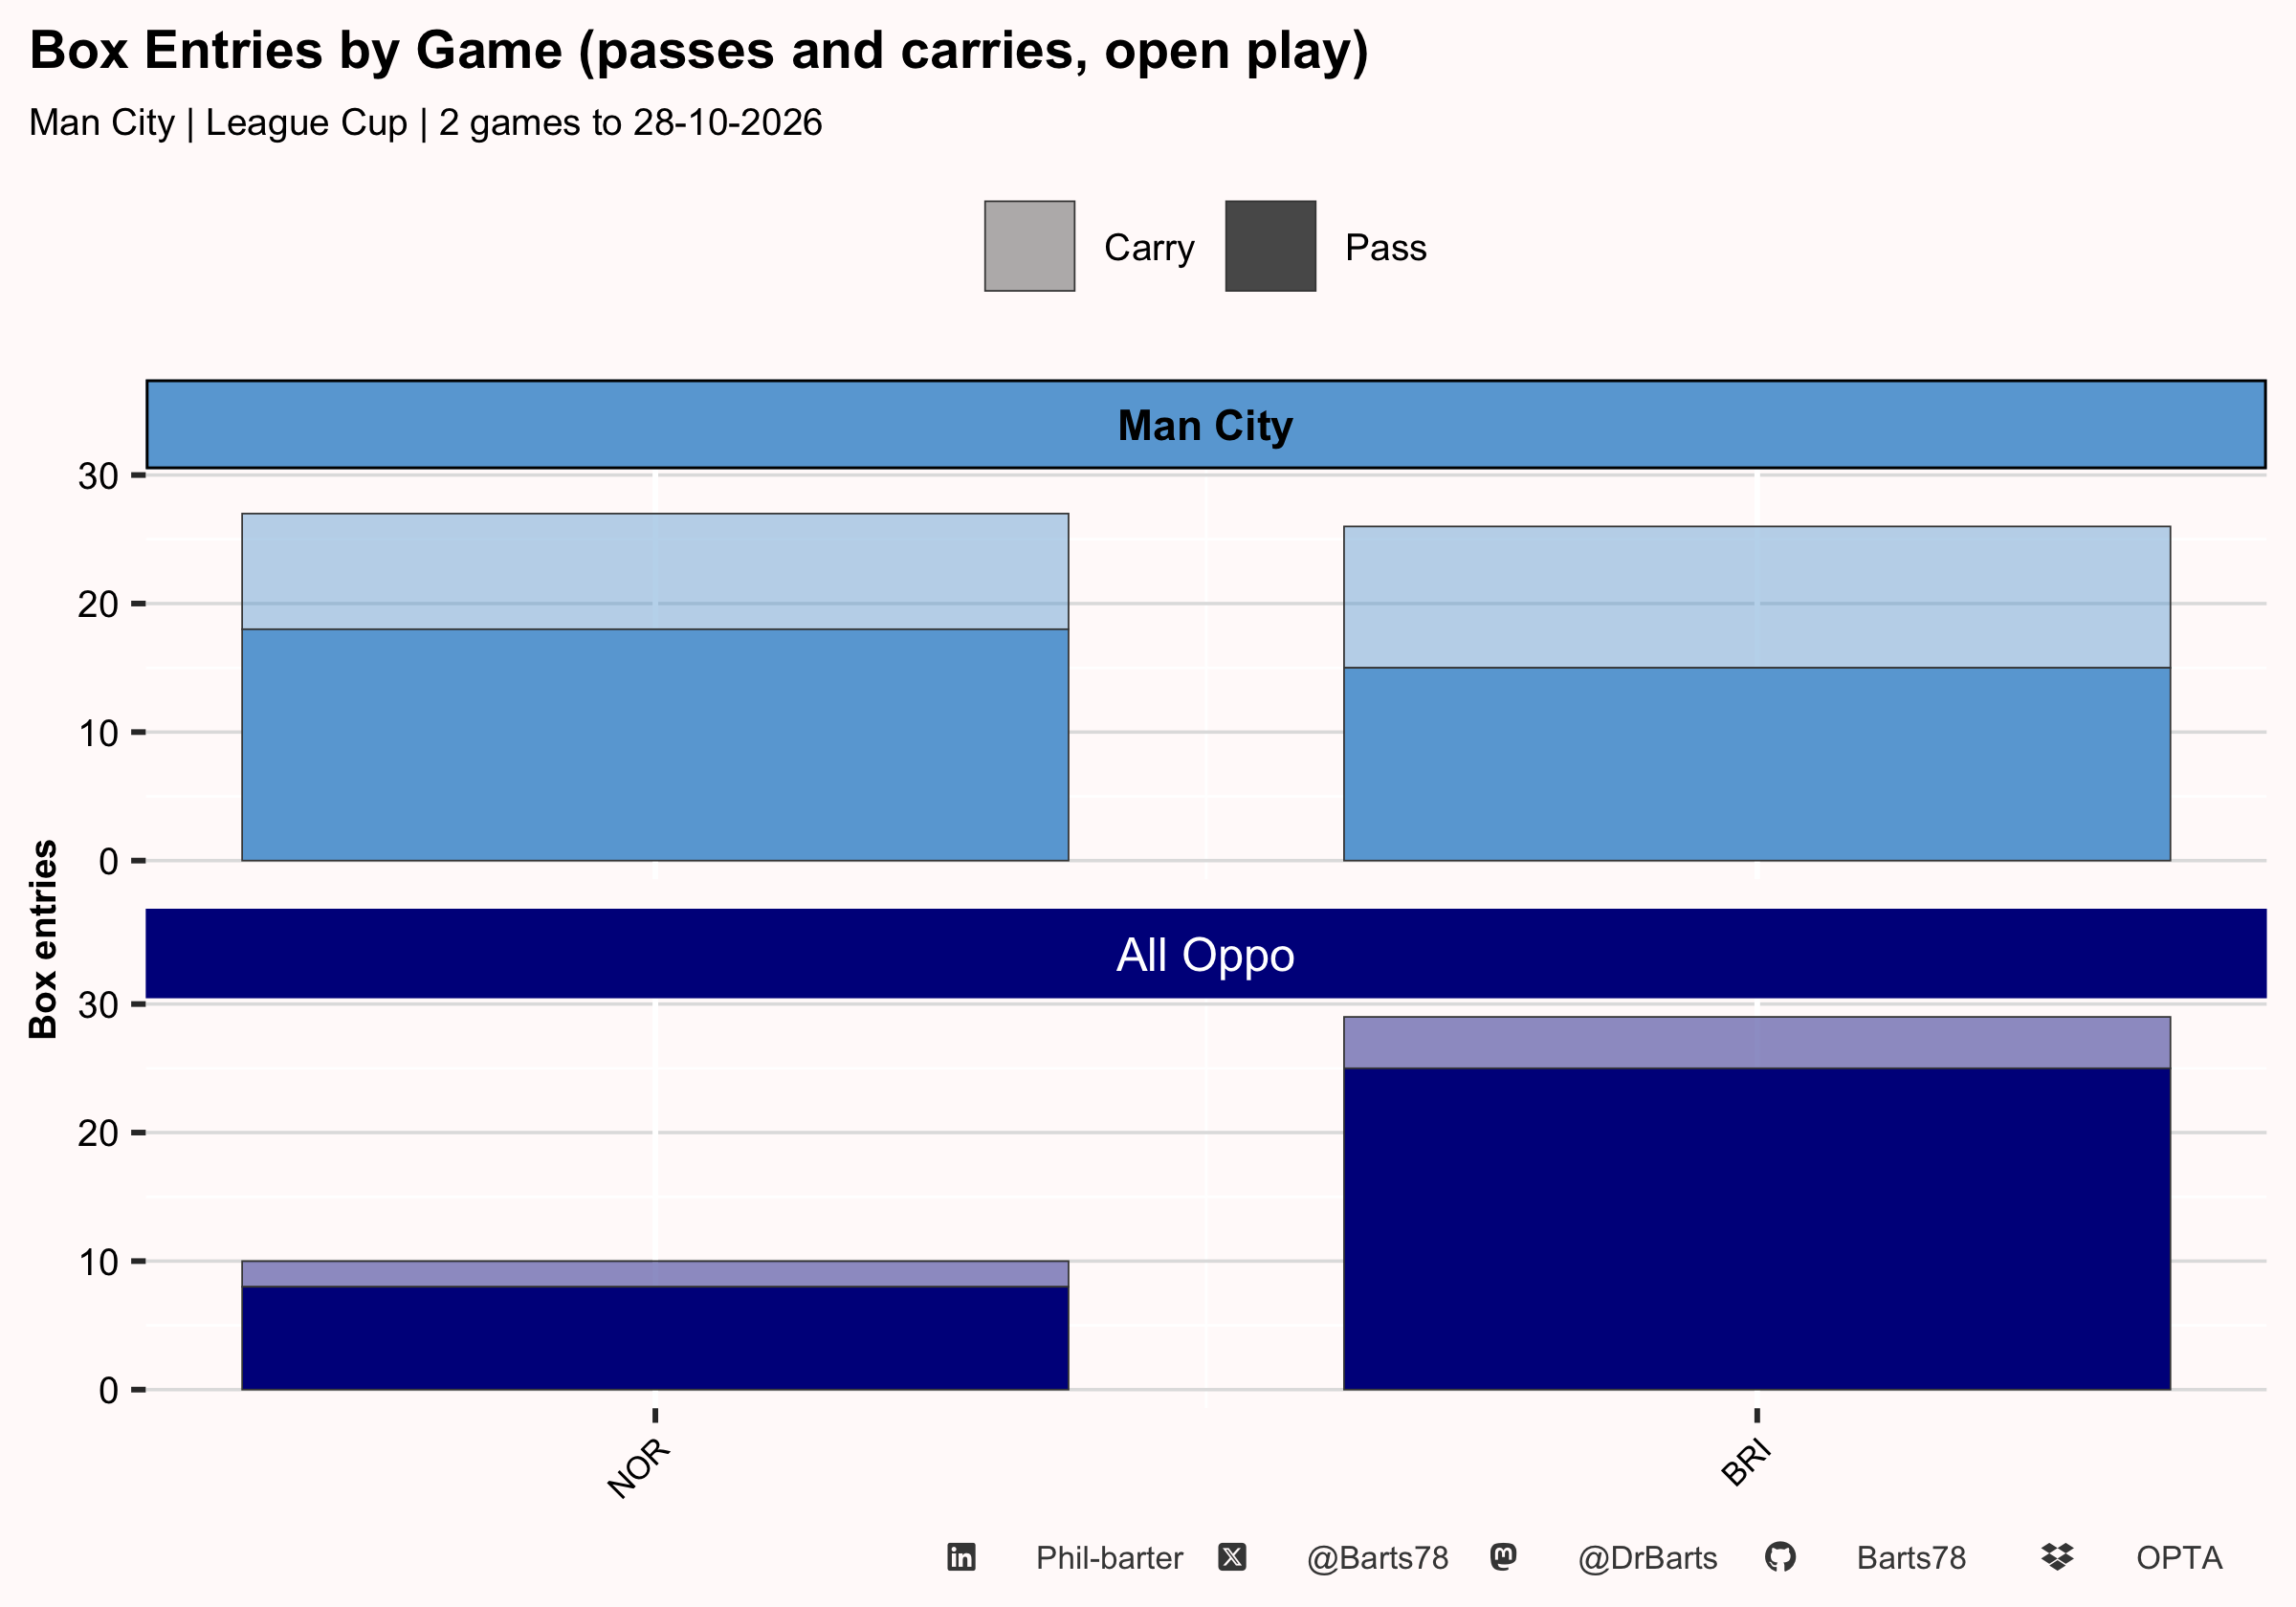 Box Entries by Game (passes and carries, open play)
Man City | League Cup | 2 games to 28-10-2026
Carry Pass
Man City
30
20
10
0
Box entries
All Oppo
30
20
10
0
NOR BRI
Phil-barter @Barts78 @DrBarts Barts78 OPTA